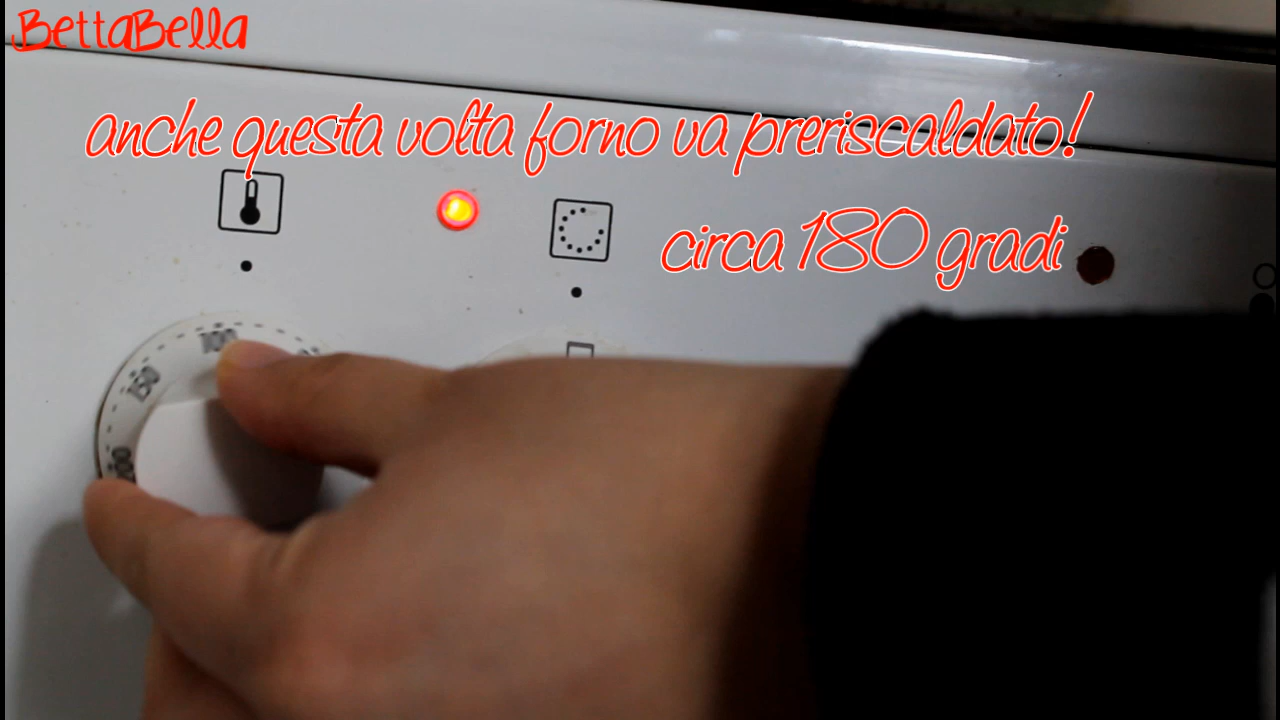 BettaBella
anche questa volta forno va preriscaldato!
circa 180 gradi
100
150
200